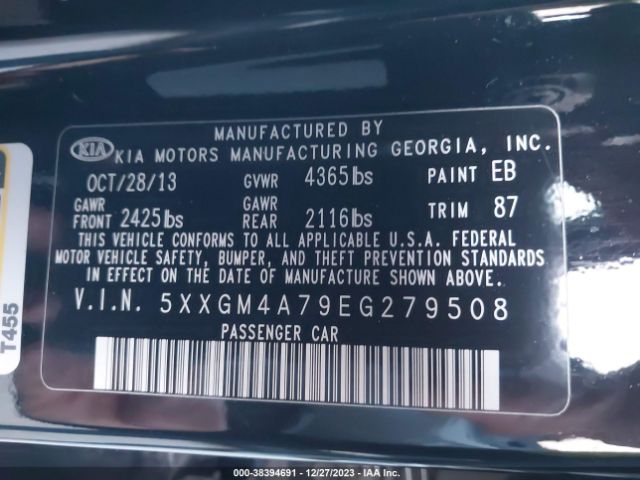 MANUFACTURED BY
KIA KIA MOTORS MANUFACTURING GEORGIA, INC.
OCT/28/13 GVWR 4365lbs PAINT EB
GAWR FRONT 2425lbs GAWR REAR 2116lbs TRIM 87
THIS VEHICLE CONFORMS TO ALL APPLICABLE U.S.A. FEDERAL
MOTOR VEHICLE SAFETY, BUMPER, AND THEFT PREVENTION STANDARDS
IN EFFECT ON THE DATE OF MANUFACTURE SHOWN ABOVE.
V.I.N. 5XXGM4A79EG279508
PASSENGER CAR
T455
000-38394691 - 12/27/2023 - IAA Inc.